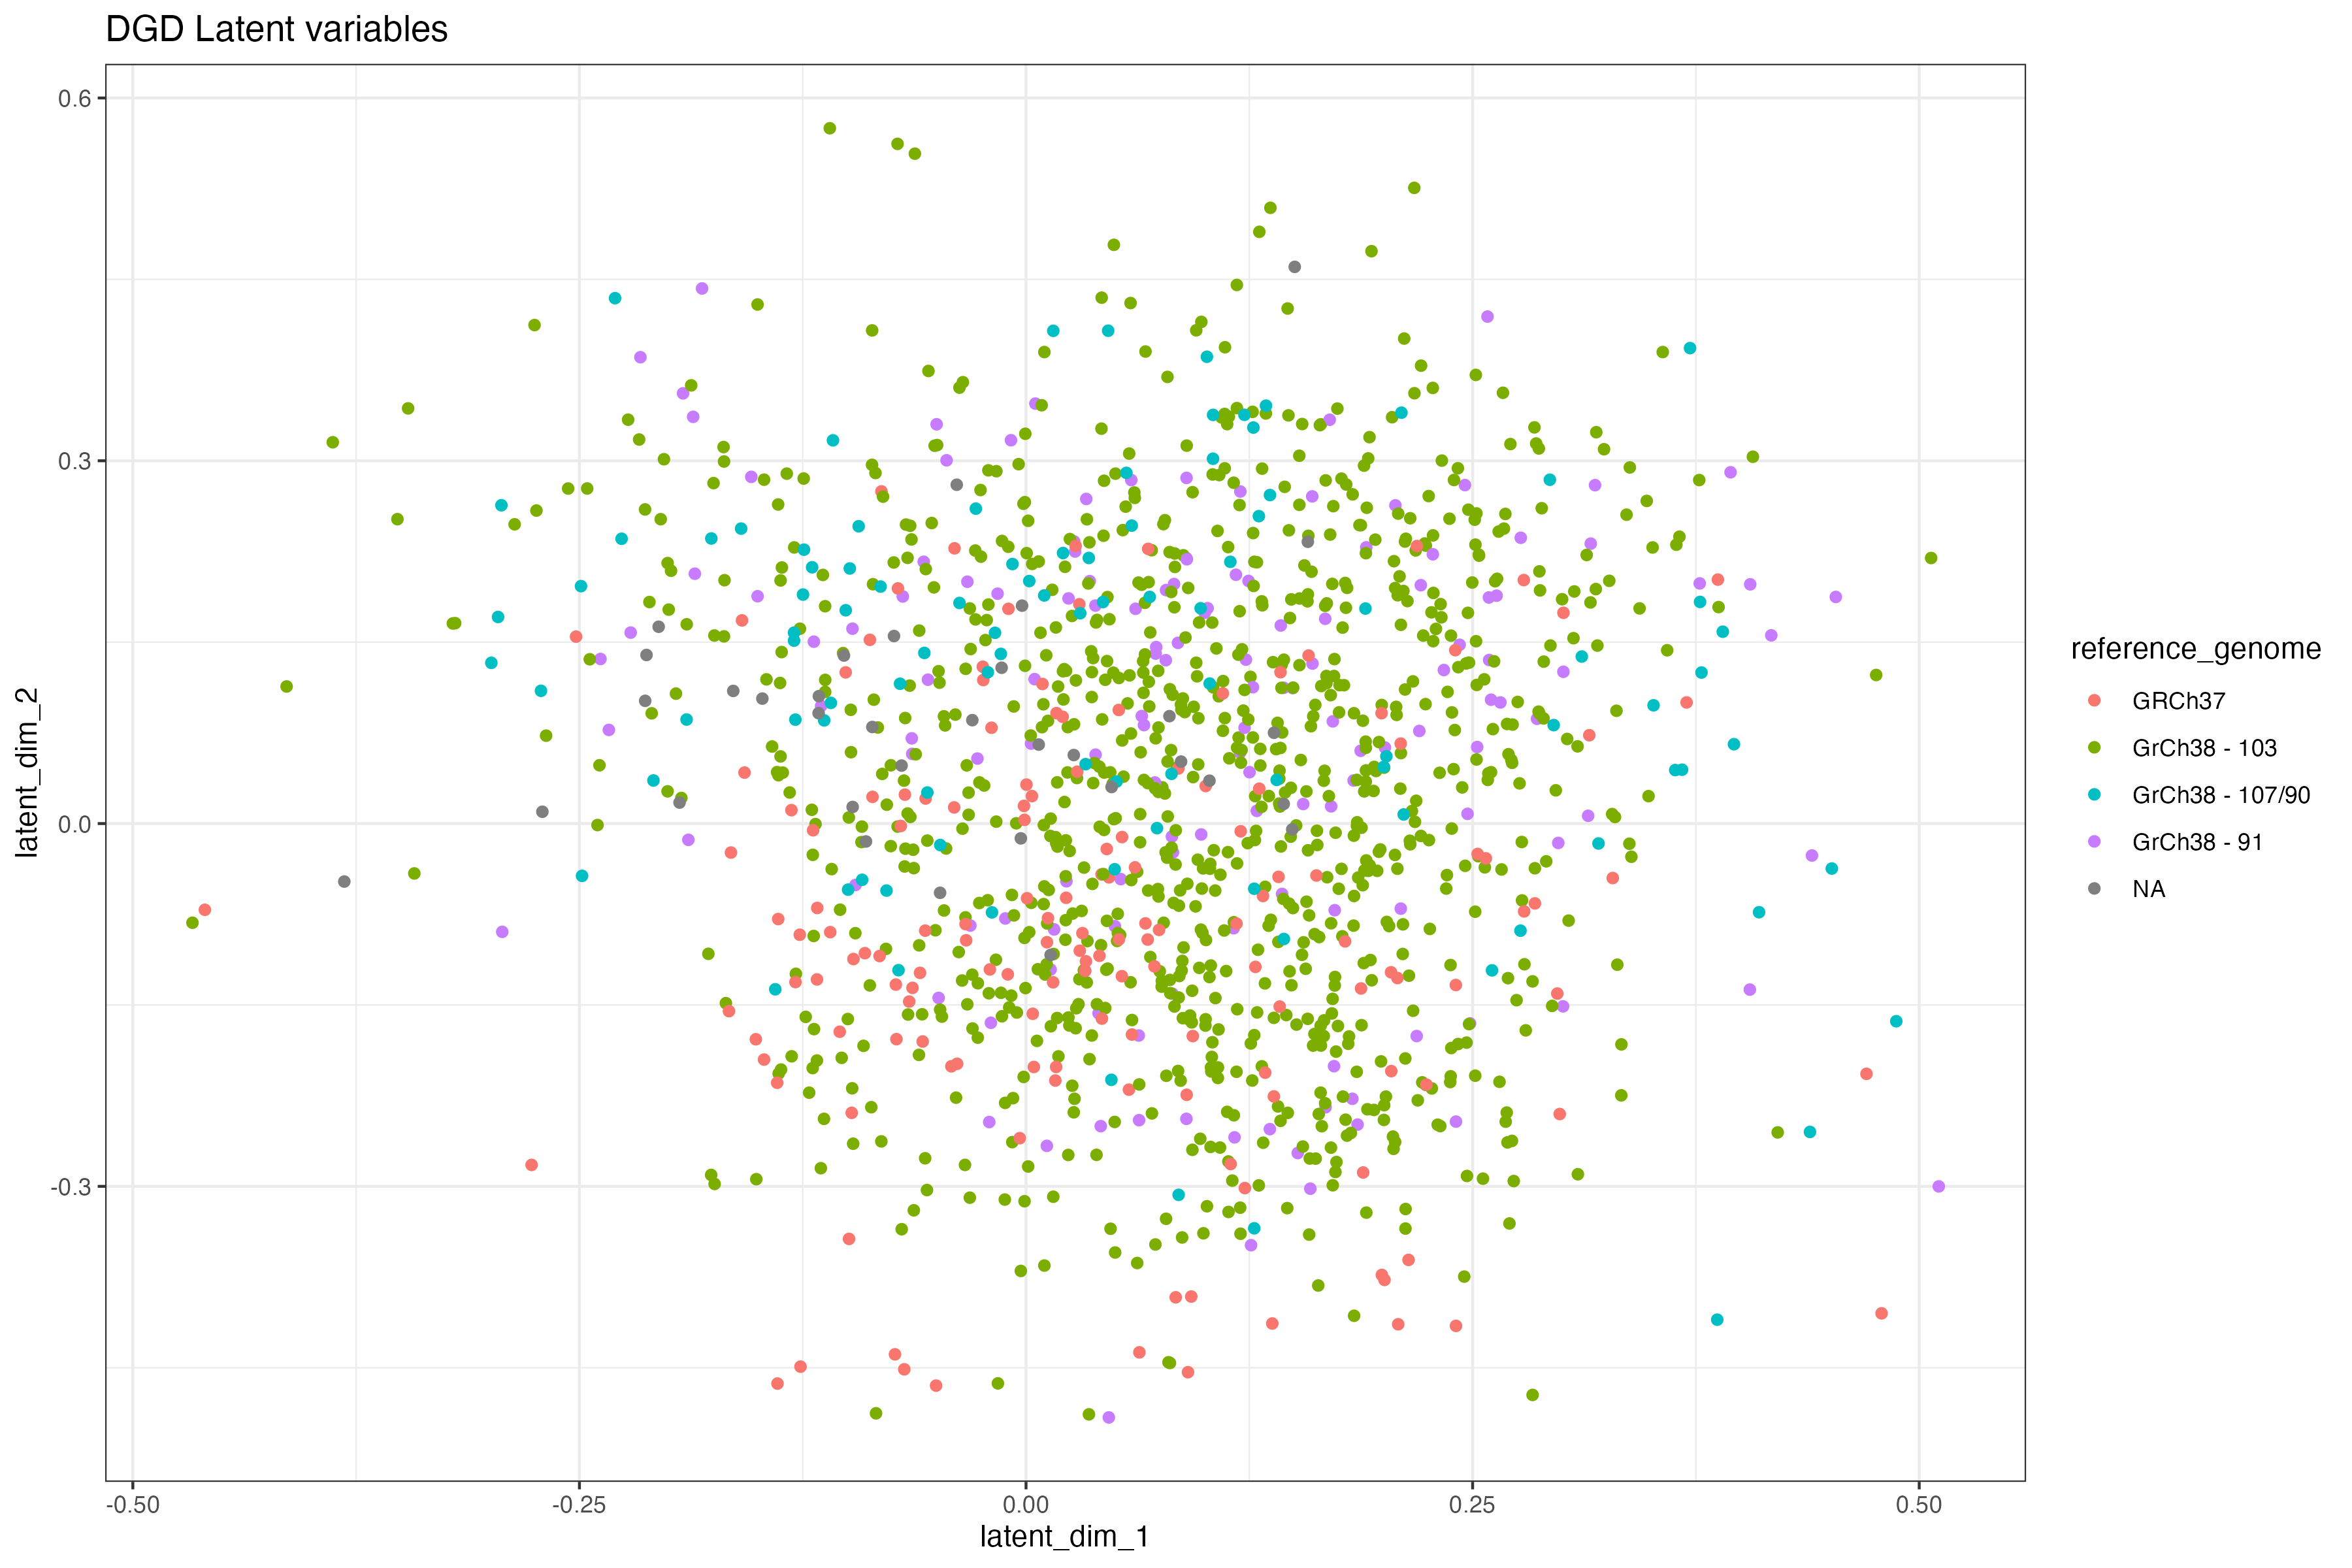 DGD Latent variables
0.6
0.3
0.0
-0.3
latent_dim_2
-0.50
-0.25
0.00
0.25
0.50
latent_dim_1
reference_genome
GRCh37
GrCh38 - 103
GrCh38 - 107/90
GrCh38 - 91
NA